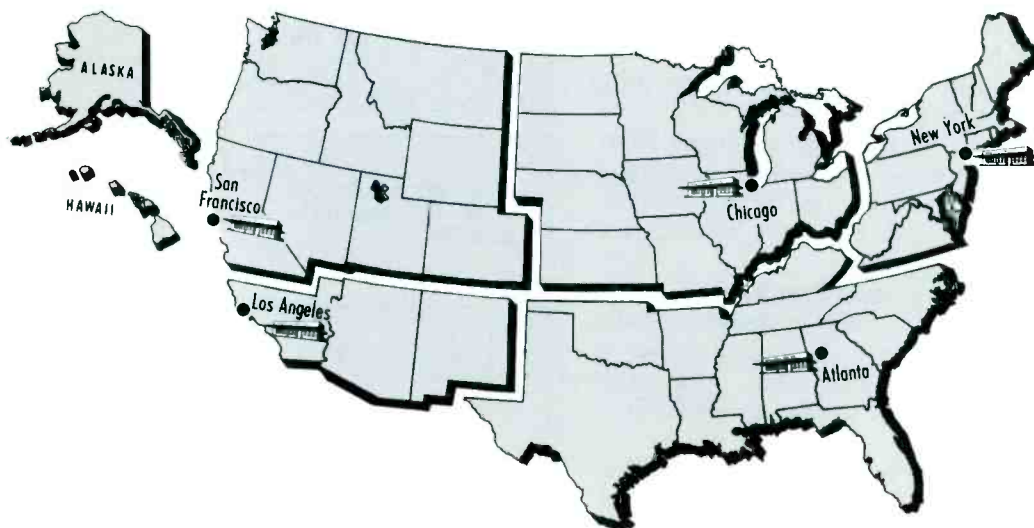 ALASKA
HAWAII
San
Francisco
Los Angeles
Chicago
New York
Atlanta